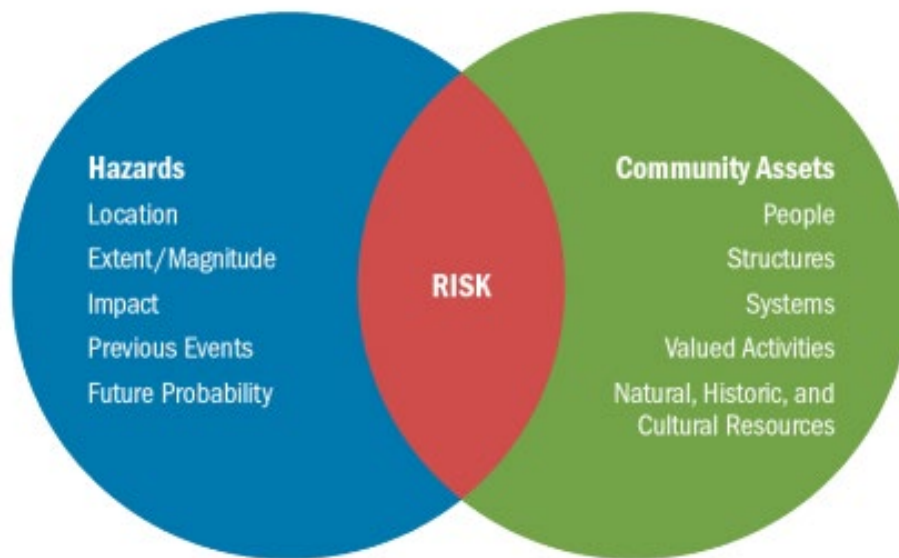 Hazards
Location
Extent/Magnitude
Impact
Previous Events
Future Probability
RISK
Community Assets
People
Structures
Systems
Valued Activities
Natural, Historic, and
Cultural Resources